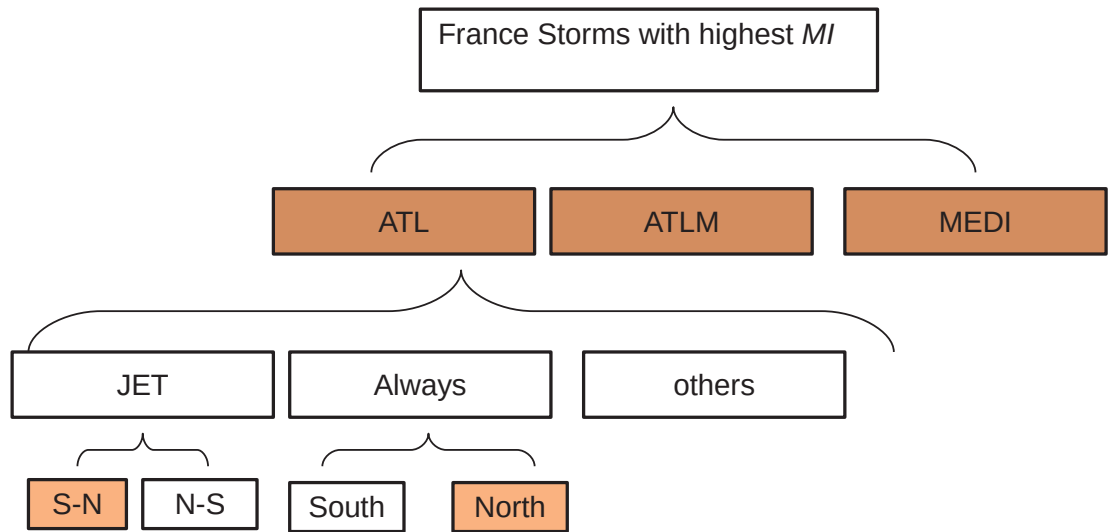 France Storms with highest MI
ATL ATLM MEDI
JET Always others
S-N N-S South North